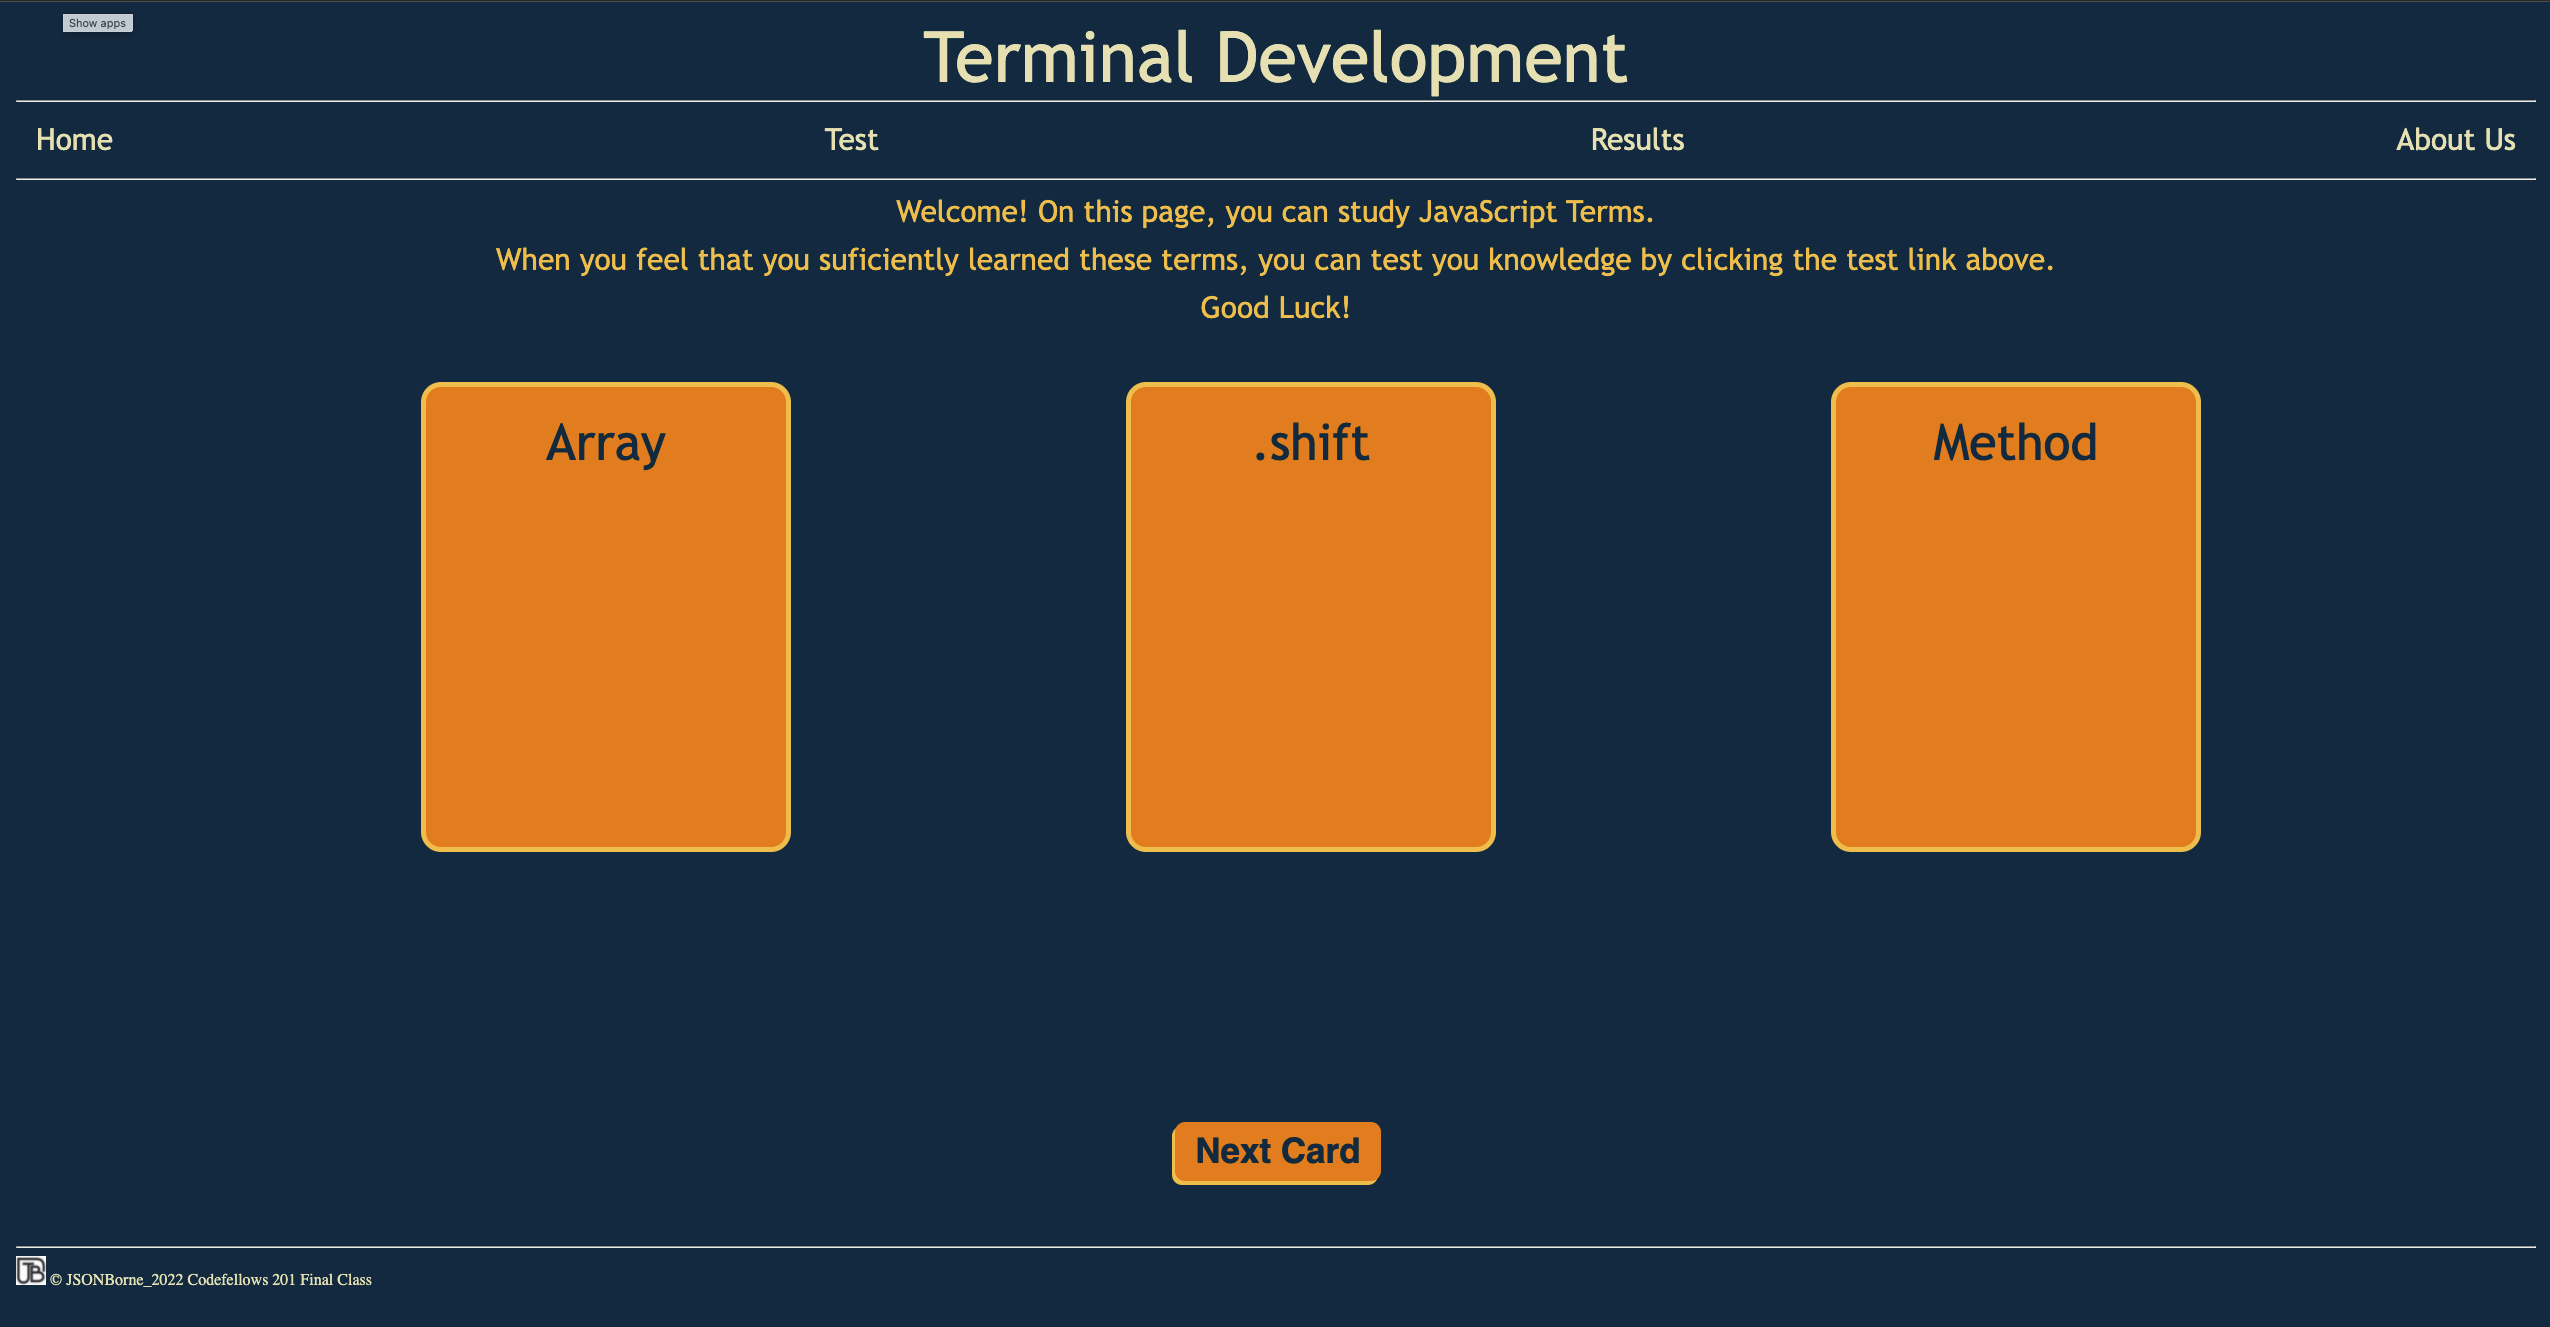 Show apps
Terminal Development
Home Test Results About Us
Welcome! On this page, you can study JavaScript Terms.
When you feel that you suficiently learned these terms, you can test you knowledge by clicking the test link above.
Good Luck!
Array .shift Method
Next Card
JB © JSONBorne_2022 Codefellows 201 Final Class